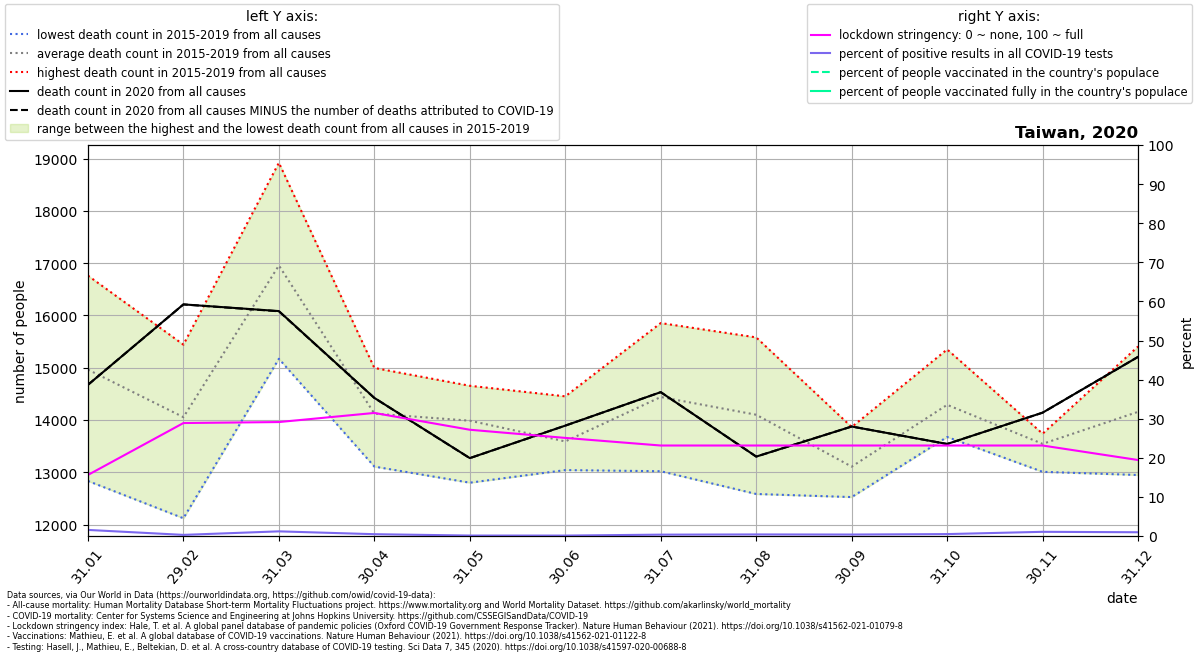 left Y axis:
lowest death count in 2015-2019 from all causes
average death count in 2015-2019 from all causes
highest death count in 2015-2019 from all causes
death count in 2020 from all causes
death count in 2020 from all causes MINUS the number of deaths attributed to COVID-19
range between the highest and the lowest death count from all causes in 2015-2019
right Y axis:
lockdown stringency: 0 ~ none, 100 ~ full
percent of positive results in all COVID-19 tests
percent of people vaccinated in the country's populace
percent of people vaccinated fully in the country's populace
Taiwan, 2020
number of people
19000
18000
17000
16000
15000
14000
13000
12000
100
90
80
70
60
50
40
30
20
10
0
percent
31.01
29.02
31.03
30.04
31.05
30.06
31.07
31.08
30.09
31.10
30.11
31.12
date
Data sources, via Our World in Data (https://ourworldindata.org, https://github.com/owid/covid-19-data):
- All-cause mortality: Human Mortality Database Short-term Mortality Fluctuations project. https://www.mortality.org and World Mortality Dataset. https://github.com/akarlinsky/world_mortality
- COVID-19 mortality: Center for Systems Science and Engineering at Johns Hopkins University. https://github.com/CSSEGISandData/COVID-19
- Lockdown stringency index: Hale, T. et al. A global panel database of pandemic policies (Oxford COVID-19 Government Response Tracker). Nature Human Behaviour (2021). https://doi.org/10.1038/s41562-021-01079-8
- Vaccinations: Mathieu, E. et al. A global database of COVID-19 vaccinations. Nature Human Behaviour (2021). https://doi.org/10.1038/s41562-021-01122-8
- Testing: Hasell, J., Mathieu, E., Beltekian, D. et al. A cross-country database of COVID-19 testing. Sci Data 7, 345 (2020). https://doi.org/10.1038/s41597-020-00688-8